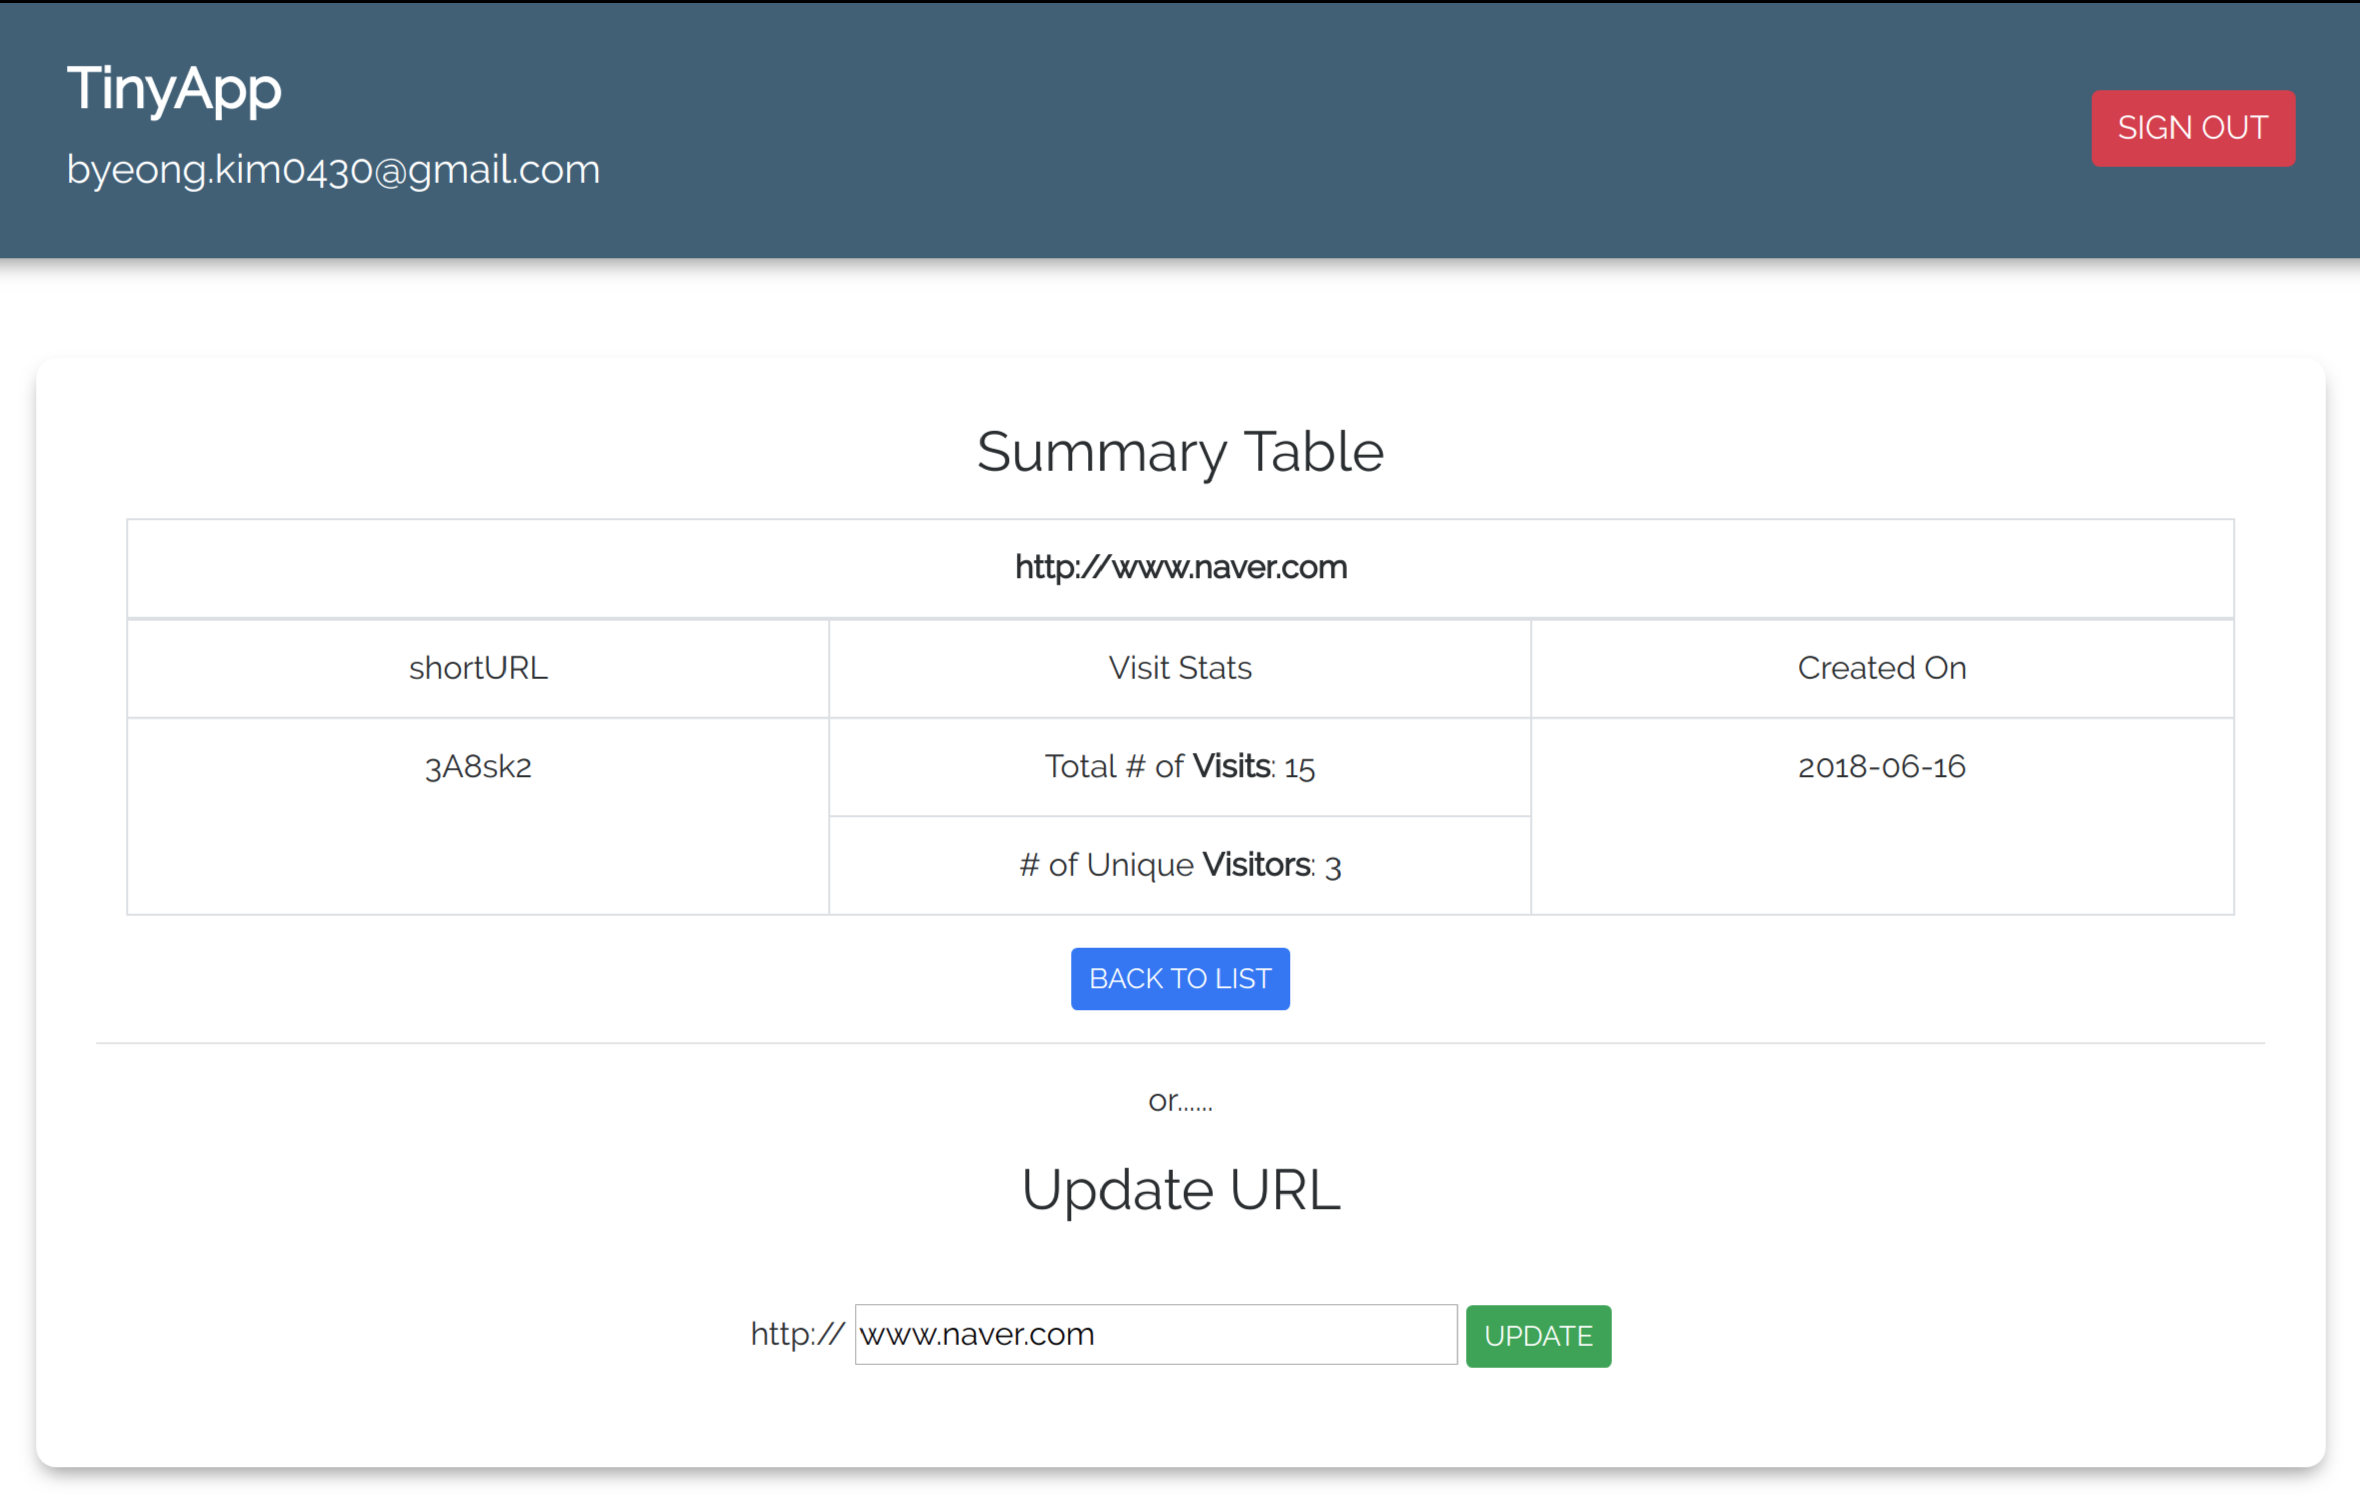 TinyApp
byeong.kim0430@gmail.com
SIGN OUT
Summary Table
http://www.naver.com
shortURL
Visit Stats
Created On
3A8sk2
Total # of Visits: 15
2018-06-16
# of Unique Visitors: 3
BACK TO LIST
or......
Update URL
http:// www.naver.com UPDATE